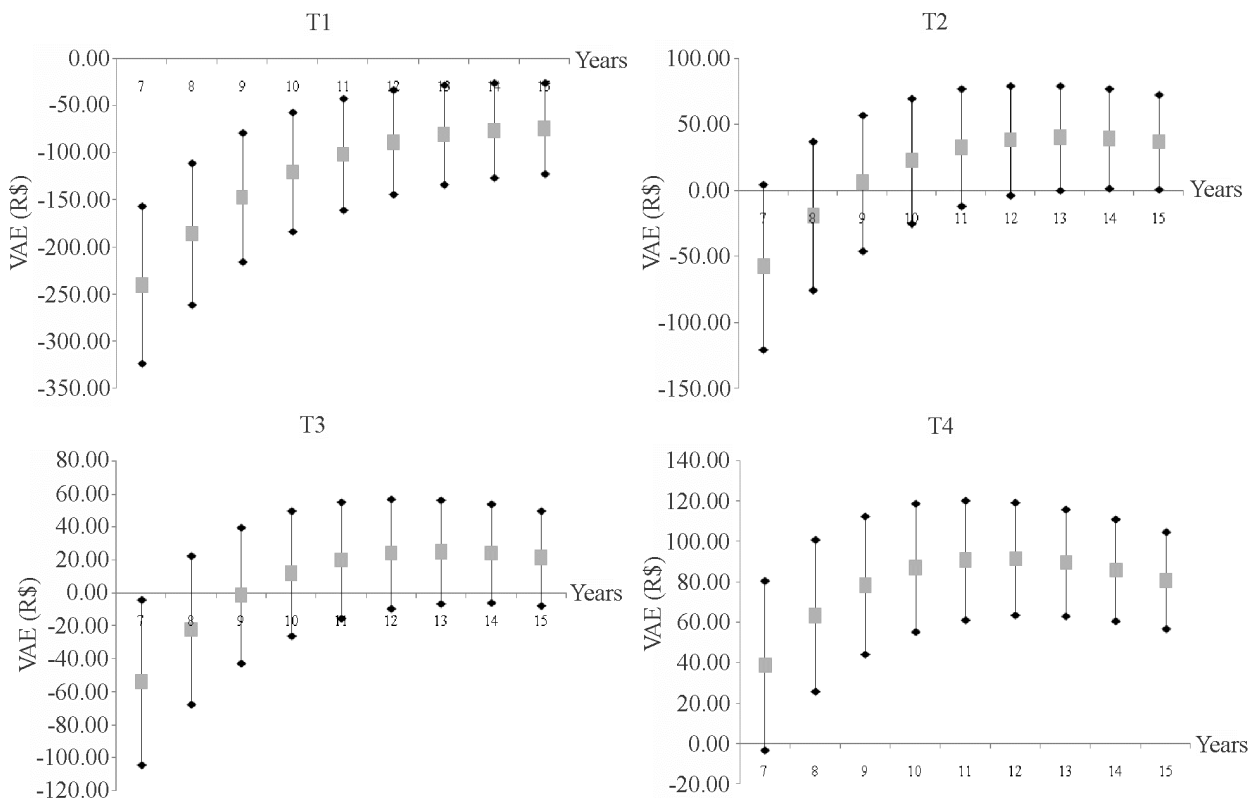 T1
0.00
-50.00
-100.00
-150.00
-200.00
-250.00
-300.00
-350.00
VAE (R$)
7 8 9 10 11 12 13 14 15
Years
T2
100.00
50.00
0.00
-50.00
-100.00
-150.00
VAE (R$)
7 8 9 10 11 12 13 14 15
Years
T3
80.00
60.00
40.00
20.00
0.00
-20.00
-40.00
-60.00
-80.00
-100.00
-120.00
VAE (R$)
7 8 9 10 11 12 13 14 15
Years
T4
140.00
120.00
100.00
80.00
60.00
40.00
20.00
0.00
-20.00
VAE (R$)
7 8 9 10 11 12 13 14 15
Years